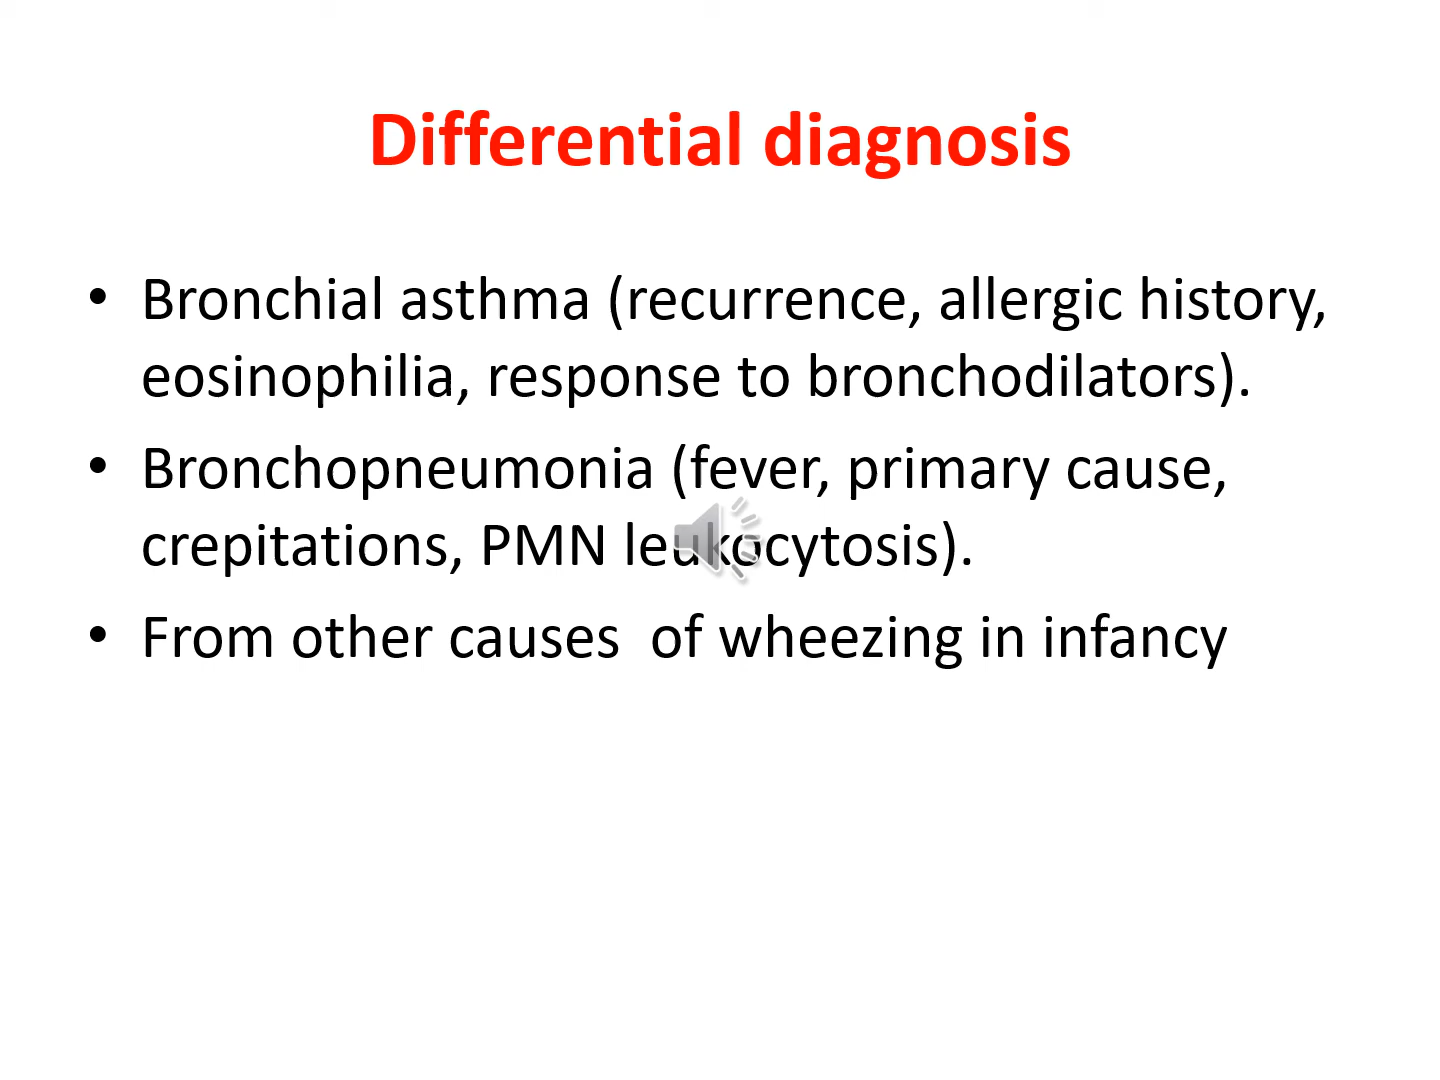 Differential diagnosis
• Bronchial asthma (recurrence, allergic history,
eosinophilia, response to bronchodilators).
• Bronchopneumonia (fever, primary cause,
crepitations, PMN leukocytosis).
• From other causes  of wheezing in infancy